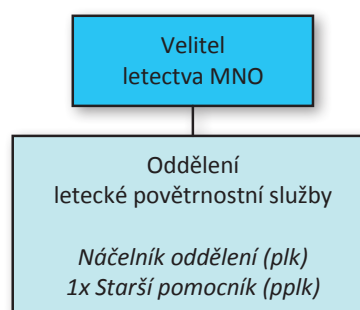 Velitel
letectva MNO
Oddělení
letecké povětrnostní služby
Náčelník oddělení (plk)
1x Starší pomocník (pplk)